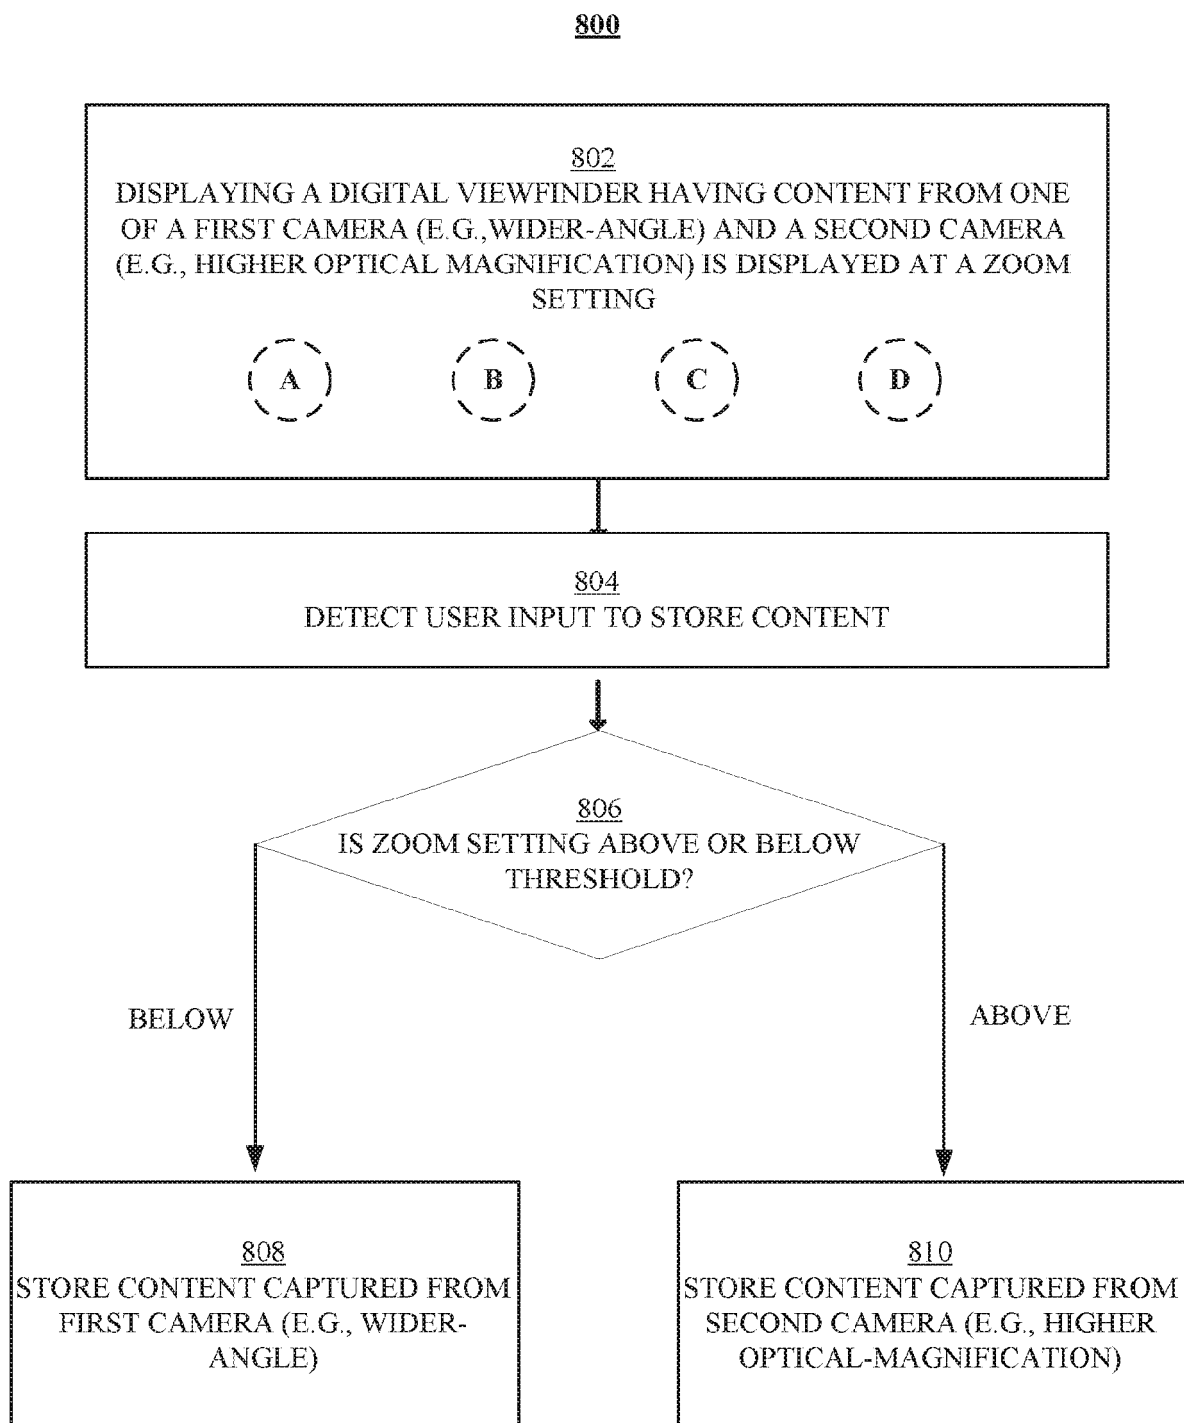 800
802
DISPLAYING A DIGITAL VIEWFINDER HAVING CONTENT FROM ONE
OF A FIRST CAMERA (E.G.,WIDER-ANGLE) AND A SECOND CAMERA
(E.G., HIGHER OPTICAL MAGNIFICATION) IS DISPLAYED AT A ZOOM
SETTING
A B C D
804
DETECT USER INPUT TO STORE CONTENT
806
IS ZOOM SETTING ABOVE OR BELOW
THRESHOLD?
BELOW
ABOVE
808
STORE CONTENT CAPTURED FROM
FIRST CAMERA (E.G., WIDER-
ANGLE)
810
STORE CONTENT CAPTURED FROM
SECOND CAMERA (E.G., HIGHER
OPTICAL-MAGNIFICATION)